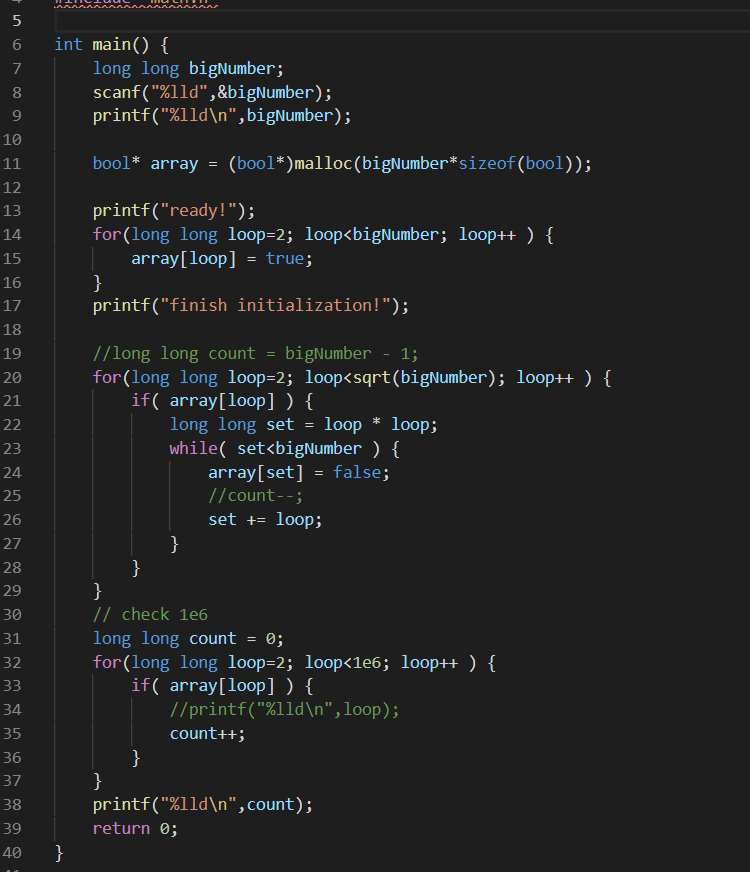 5
6 int main() {
7 long long bigNumber;
8 scanf("%lld",&bigNumber);
9 printf("%lld\n",bigNumber);
10
11 bool* array = (bool*)malloc(bigNumber*sizeof(bool));
12
13 printf("ready!");
14 for(long long loop=2; loop<bigNumber; loop++ ) {
15 array[loop] = true;
16 }
17 printf("finish initialization!");
18
19 //long long count = bigNumber - 1;
20 for(long long loop=2; loop<sqrt(bigNumber); loop++ ) {
21 if( array[loop] ) {
22 long long set = loop * loop;
23 while( set<bigNumber ) {
24 array[set] = false;
25 //count--;
26 set += loop;
27 }
28 }
29 }
30 // check 1e6
31 long long count = 0;
32 for(long long loop=2; loop<1e6; loop++ ) {
33 if( array[loop] ) {
34 //printf("%lld\n",loop);
35 count++;
36 }
37 }
38 printf("%lld\n",count);
39 return 0;
40 }